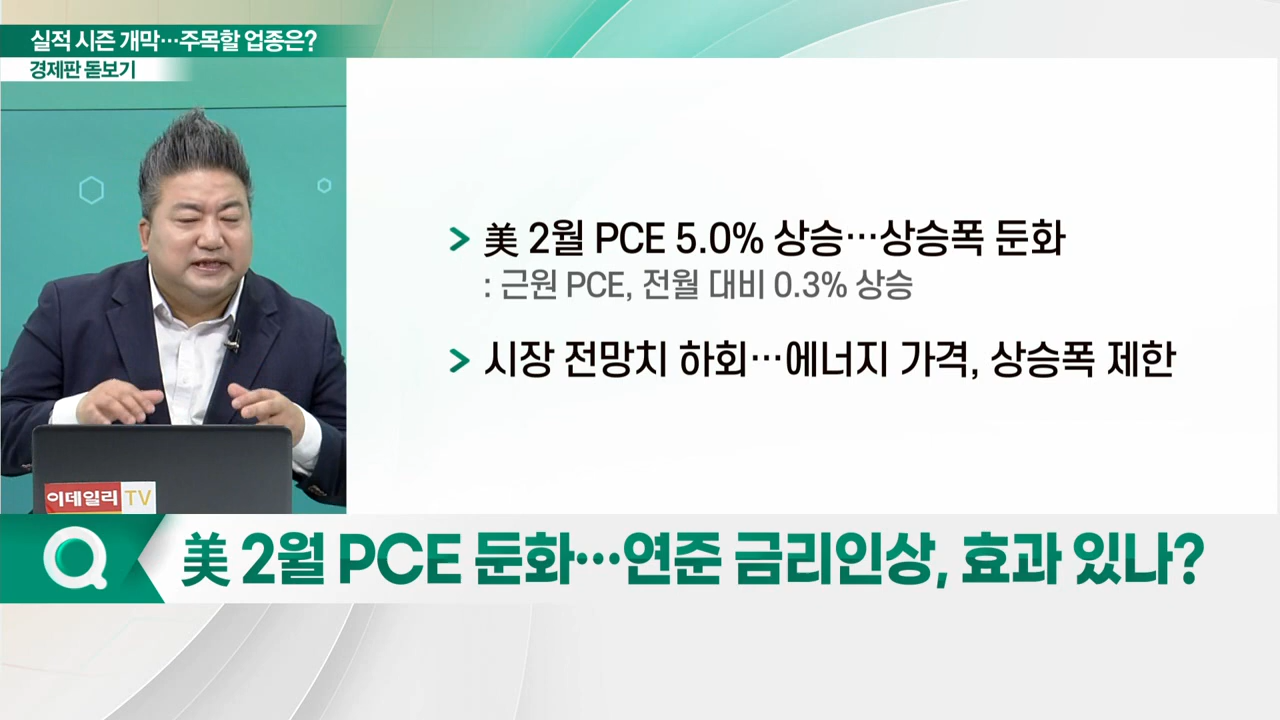 실적 시즌 개막…주목할 업종은?
경제판 돋보기
> 美 2월 PCE 5.0% 상승…상승폭 둔화
: 근원 PCE, 전월 대비 0.3% 상승
> 시장 전망치 하회…에너지 가격, 상승폭 제한
이데일리TV
美 2월 PCE 둔화…연준 금리인상, 효과 있나?